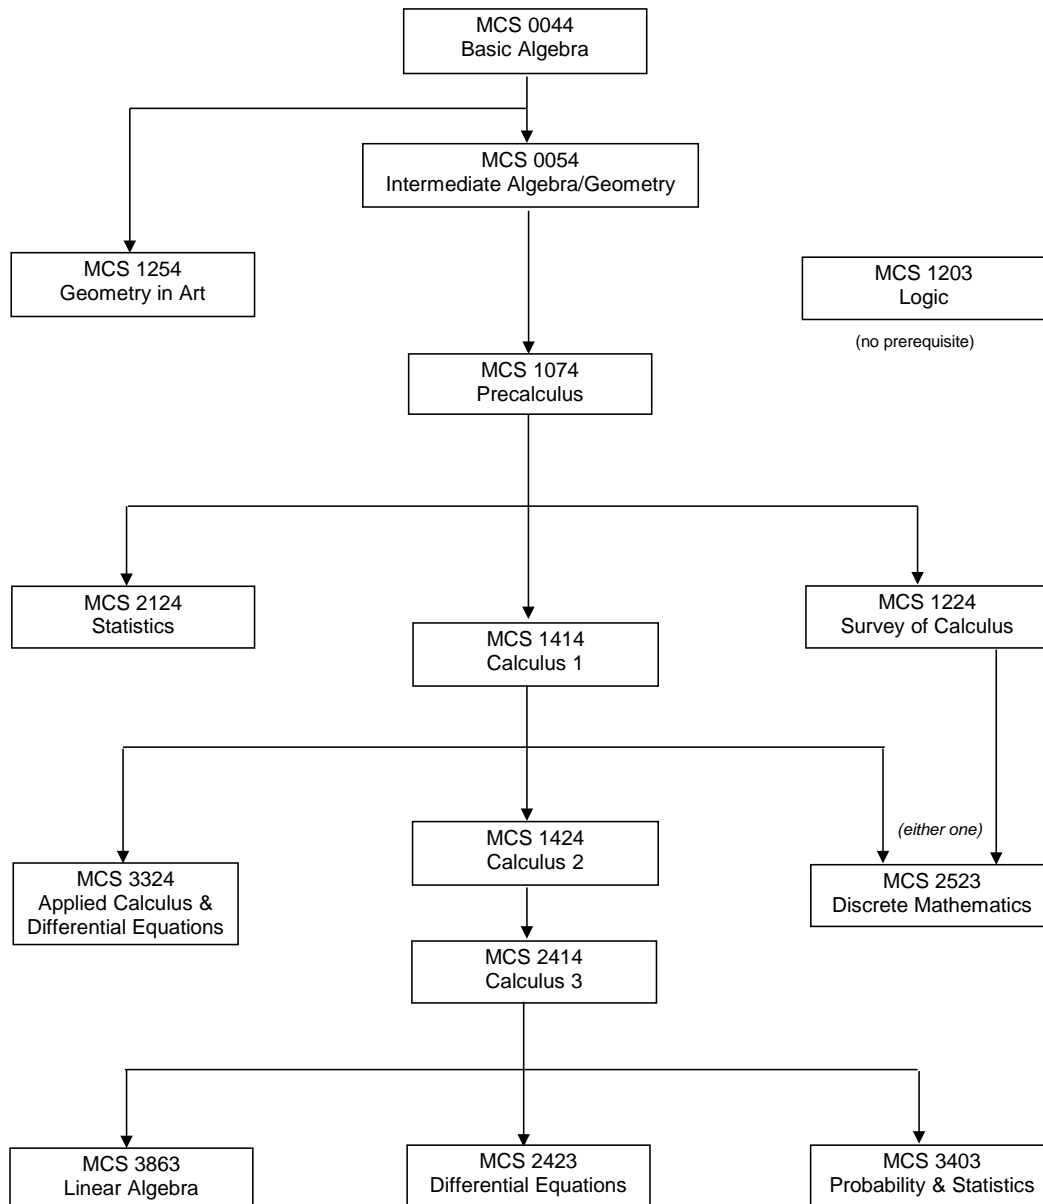 MCS 0044
Basic Algebra
MCS 0054
Intermediate Algebra/Geometry
MCS 1254
Geometry in Art
MCS 1203
Logic
(no prerequisite)
MCS 1074
Precalculus
MCS 2124
Statistics
MCS 1414
Calculus 1
MCS 1224
Survey of Calculus
(either one)
MCS 3324
Applied Calculus &
Differential Equations
MCS 1424
Calculus 2
MCS 2523
Discrete Mathematics
MCS 2414
Calculus 3
MCS 3863
Linear Algebra
MCS 2423
Differential Equations
MCS 3403
Probability & Statistics